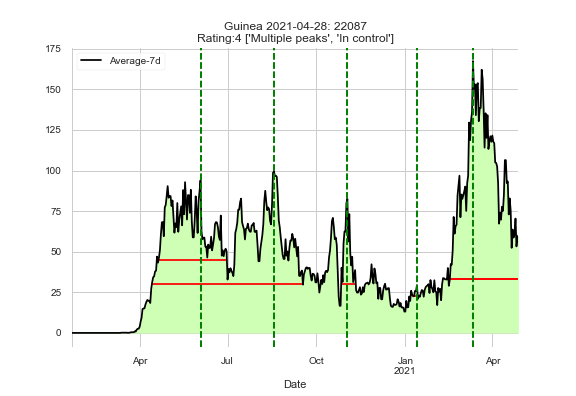 Guinea 2021-04-28: 22087
Rating:4 ['Multiple peaks', 'In control']
Average-7d
175
150
125
100
75
50
25
0
Apr Jul Oct Jan Apr
2021
Date